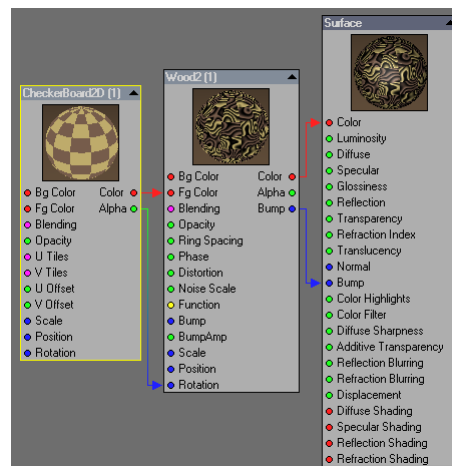 CheckerBoard2D (1)
Bg Color Color
Fg Color Alpha
Blending
Opacity
U Tiles
V Tiles
U Offset
V Offset
Scale
Position
Rotation
Wood2 (1)
Bg Color Color
Fg Color Alpha
Blending Bump
Opacity
Ring Spacing
Phase
Distortion
Noise Scale
Function
Bump
BumpAmp
Scale
Position
Rotation
Surface
Color
Luminosity
Diffuse
Specular
Glossiness
Reflection
Transparency
Refraction Index
Translucency
Normal
Bump
Color Highlights
Color Filter
Diffuse Sharpness
Additive Transparency
Reflection Blurring
Refraction Blurring
Displacement
Diffuse Shading
Specular Shading
Reflection Shading
Refraction Shading